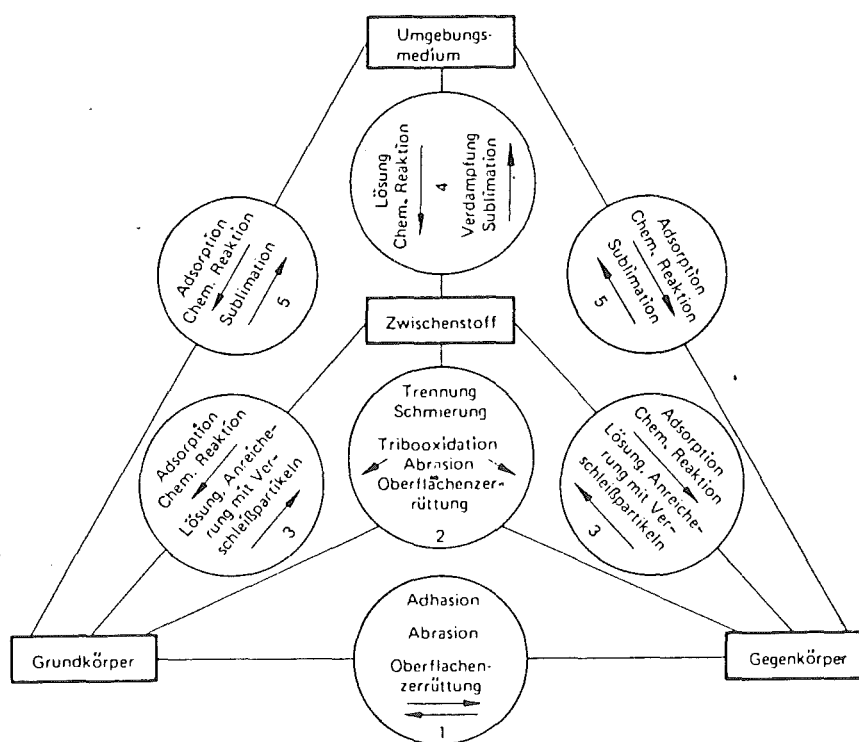 Umgebungs-
medium
Lösung
Chem. Reaktion
4
Verdampfung
Sublimation
Adsorption
Chem. Reaktion
Sublimation
5
Adsorption
Chem. Reaktion
Sublimation
5
Zwischenstoff
Adsorption
Chem. Reaktion
Lösung, Anreiche-
rung mit Ver-
schleißpartikeln
3
Trennung
Schmierung
Tribooxidation
Abrasion
Oberflächenzer-
rüttung
2
Adsorption
Chem. Reaktion
Lösung, Anreiche-
rung mit Ver-
schleißpartikeln
3
Grundkörper
Adhasion
Abrasion
Oberflachen-
zerrüttung
1
Gegenkörper